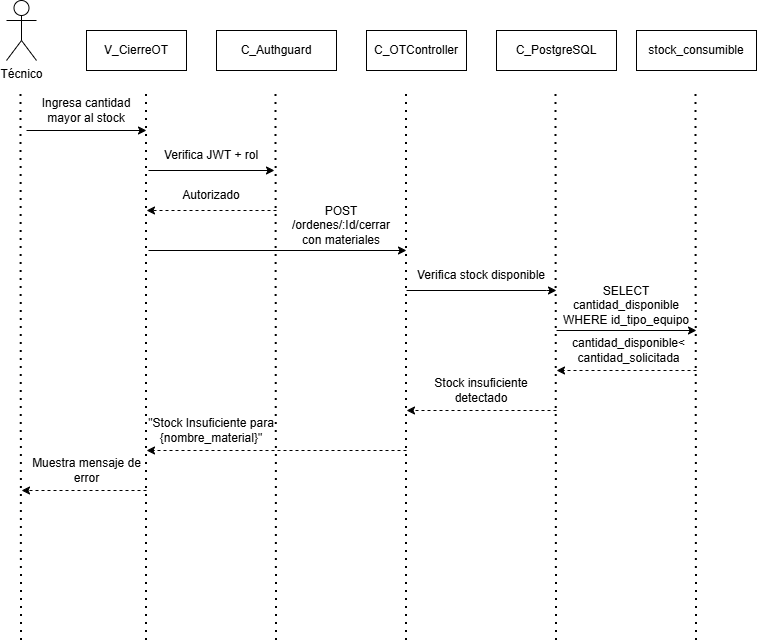 V_CierreOT
C_Authguard
C_OTController
C_PostgreSQL
stock_consumible
Técnico
Ingresa cantidad
mayor al stock
Verifica JWT + rol
Autorizado
POST
/ordenes/:Id/cerrar
con materiales
Verifica stock disponible
SELECT
cantidad_disponible
WHERE id_tipo_equipo
cantidad_disponible<
cantidad_solicitada
Stock insuficiente
detectado
"Stock Insuficiente para
{nombre_material}"
Muestra mensaje de
error